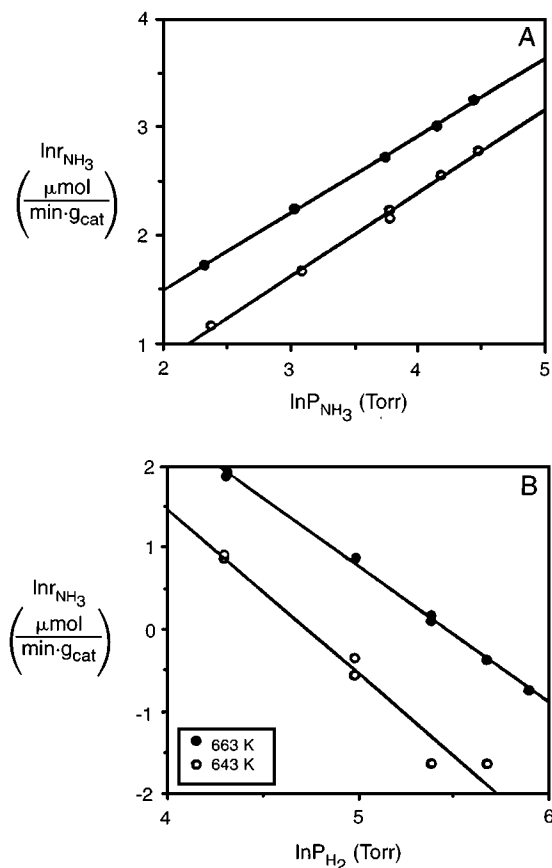 A
4
3
2
1
lnr_NH3
(μmol / min·g_cat)
2 3 4 5
lnP_NH3 (Torr)
B
2
1
0
-1
-2
lnr_NH3
(μmol / min·g_cat)
663 K
643 K
4 5 6
lnP_H2 (Torr)